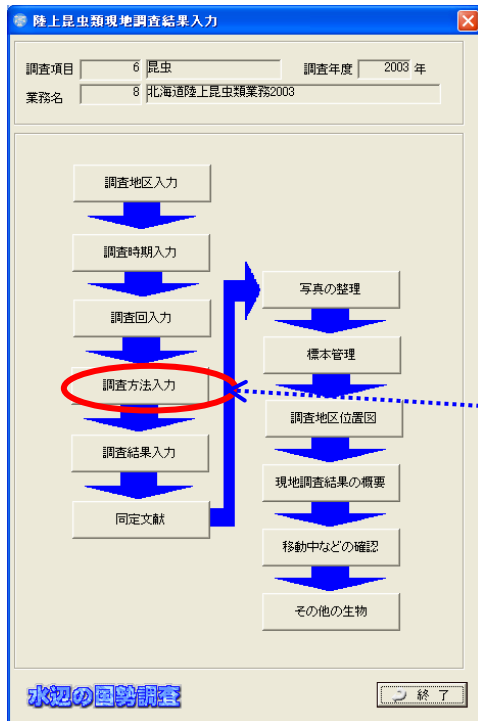 陸上昆虫類現地調査結果入力
調査項目 6 昆虫 調査年度 2003 年
業務名 8 北海道陸上昆虫類業務2003
調査地区入力
調査時期入力
調査回入力
調査方法入力
調査結果入力
同定文献
写真の整理
標本管理
調査地区位置図
現地調査結果の概要
移動中などの確認
その他の生物
水辺の国勢調査
終 了